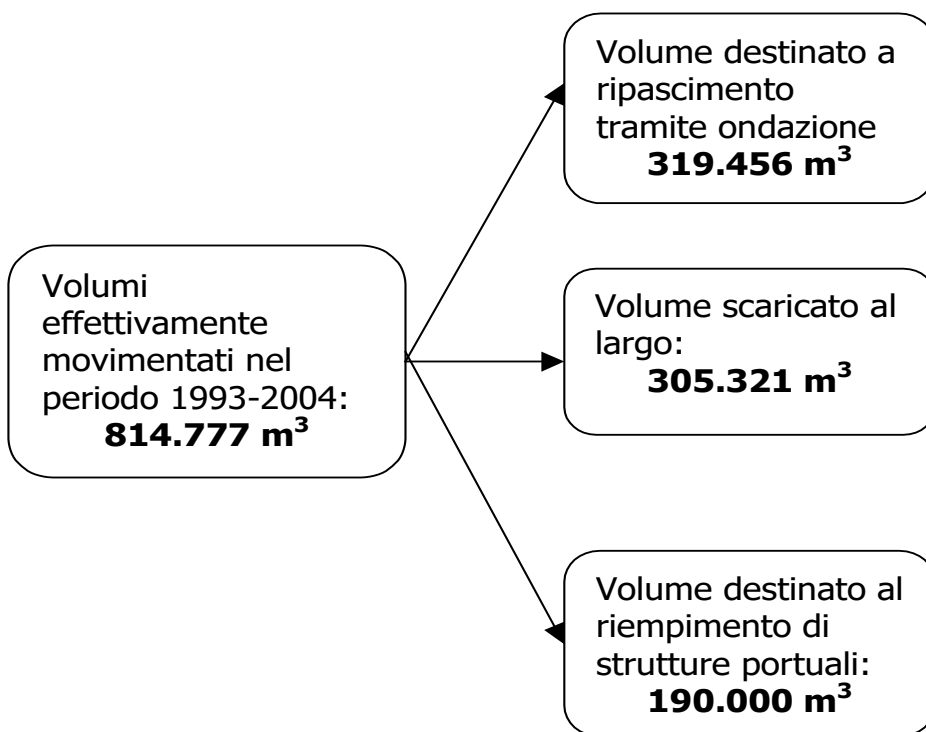 Volumi
effettivamente
movimentati nel
periodo 1993-2004:
814.777 m³
Volume destinato a
ripascimento
tramite ondazione
319.456 m³
Volume scaricato al
largo:
305.321 m³
Volume destinato al
riempimento di
strutture portuali:
190.000 m³